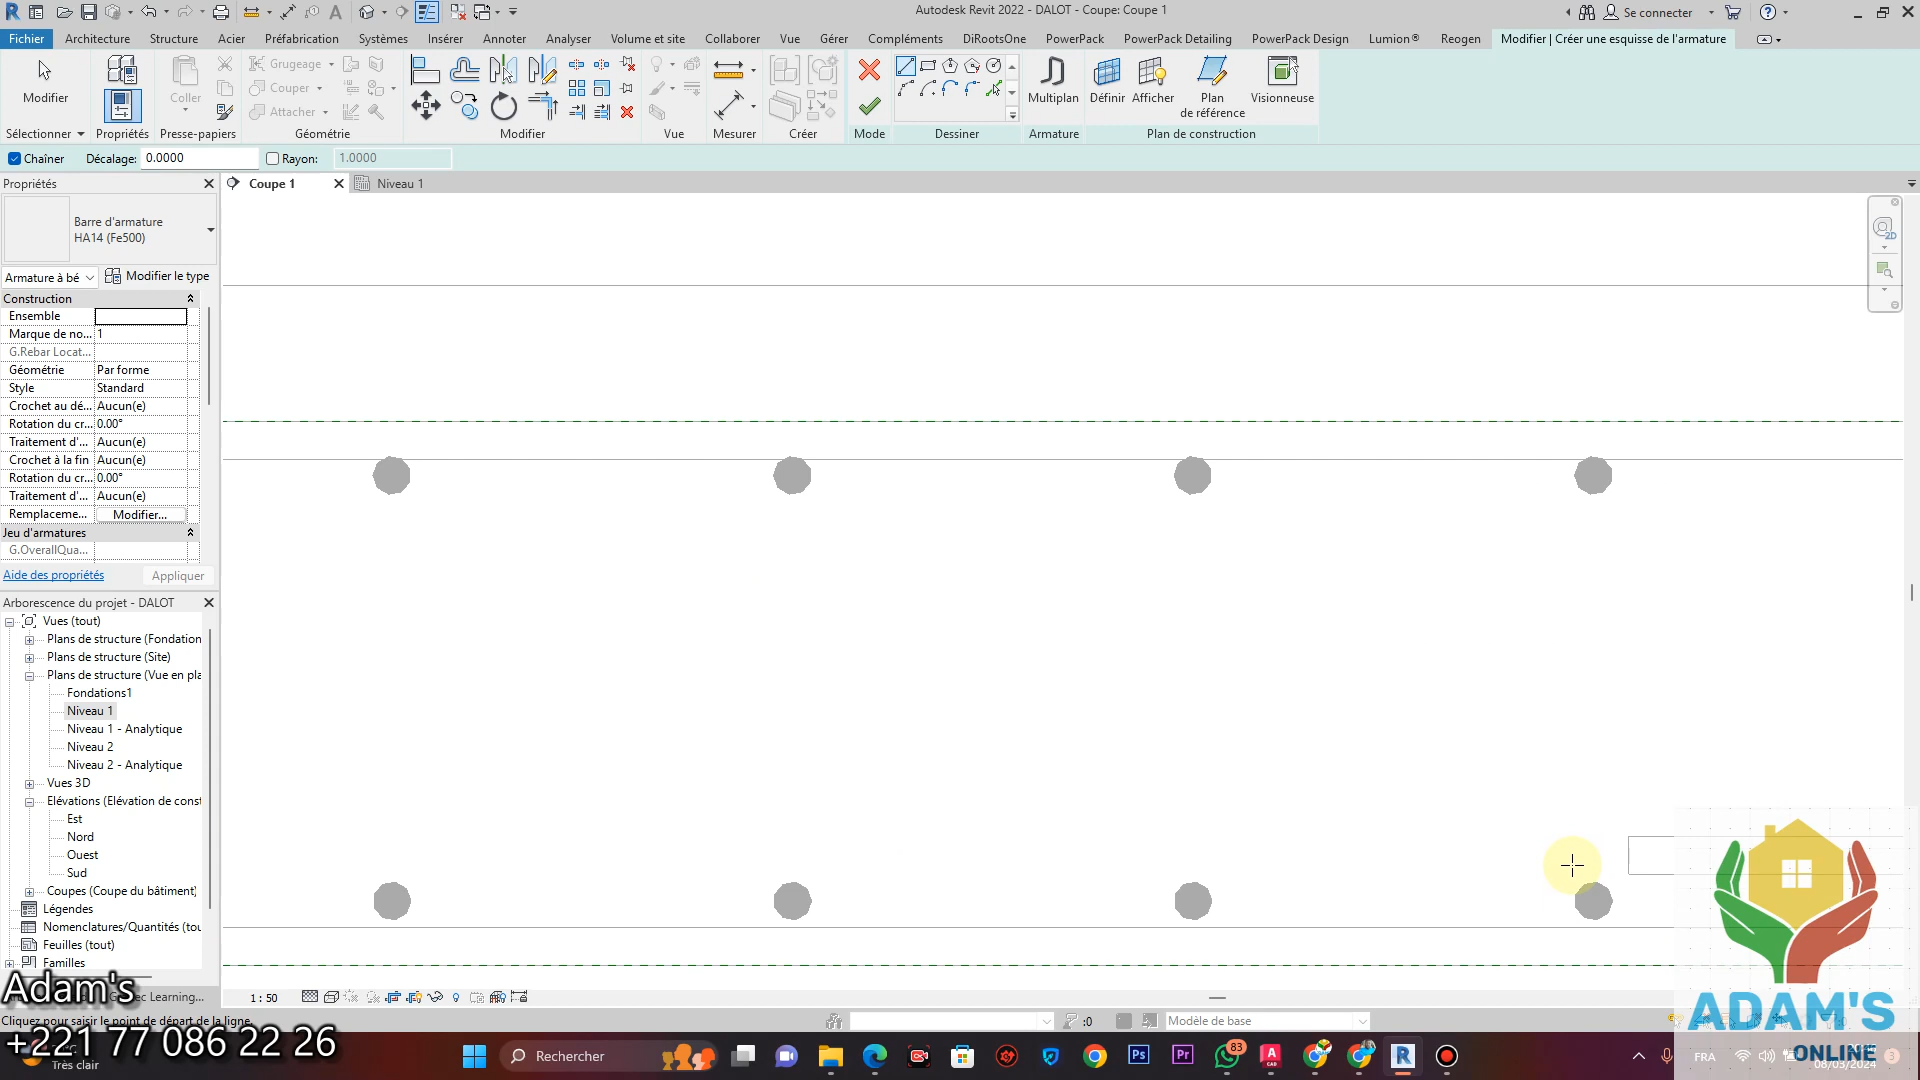 Autodesk Revit 2022 - DALOT - Coupe: Coupe 1
Se connecter
Fichier Architecture Structure Acier Préfabrication Systèmes Insérer Annoter Analyser Volume et site Collaborer Vue Gérer Compléments DiRootsOne PowerPack PowerPack Detailing PowerPack Design Lumion® Reogen Modifier | Créer une esquisse de l'armature
Modifier
Coller
Grugeage
Couper
Attacher
Multiplan Définir Afficher Plan de référence Visionneuse
Sélectionner Propriétés Presse-papiers Géométrie Modifier Vue Mesurer Créer Mode Dessiner Armature Plan de construction
Chaîner Décalage: 0.0000 Rayon: 1.0000
Propriétés
Coupe 1 Niveau 1
Barre d'armature
HA14 (Fe500)
Armature à bé Modifier le type
Construction
Ensemble
Marque de no... 1
G.Rebar Locat...
Géométrie Par forme
Style Standard
Crochet au dé... Aucun(e)
Rotation du cr... 0.00°
Traitement d'... Aucun(e)
Crochet à la fin Aucun(e)
Rotation du cr... 0.00°
Traitement d'... Aucun(e)
Remplaceme... Modifier...
Jeu d'armatures
G.OverallQua...
Aide des propriétés Appliquer
Arborescence du projet - DALOT
Vues (tout)
Plans de structure (Fondation
Plans de structure (Site)
Plans de structure (Vue en pla
Fondations1
Niveau 1
Niveau 1 - Analytique
Niveau 2
Niveau 2 - Analytique
Vues 3D
Elévations (Elévation de const
Est
Nord
Ouest
Sud
Coupes (Coupe du bâtiment)
Légendes
Nomenclatures/Quantités (tou
Feuilles (tout)
Familles
Adam's
Learning...
1 : 50
Cliquez pour saisir le point de départ de la ligne.
:0
Modèle de base
+221 77 086 22 26
Très clair
Rechercher
83
FRA
08/03/2024
3
ADAM'S
ONLINE